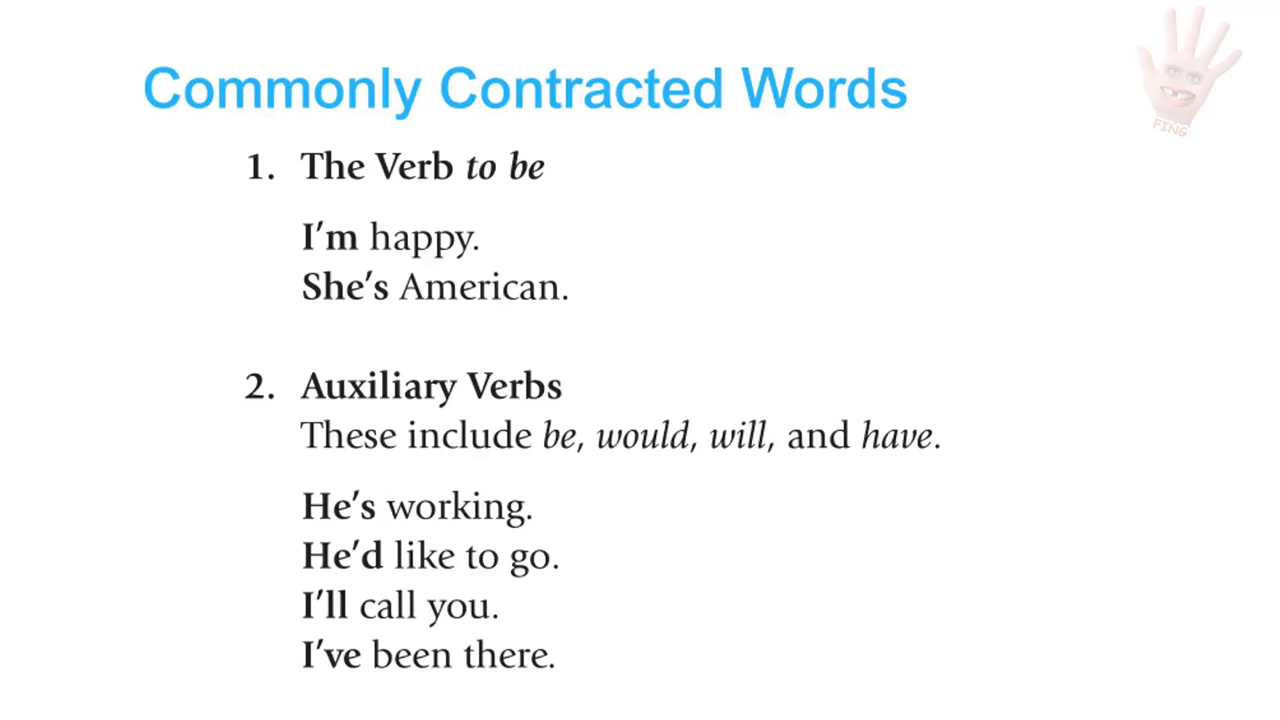 Commonly Contracted Words
FING
1. The Verb to be
I’m happy.
She’s American.
2. Auxiliary Verbs
These include be, would, will, and have.
He’s working.
He’d like to go.
I’ll call you.
I’ve been there.